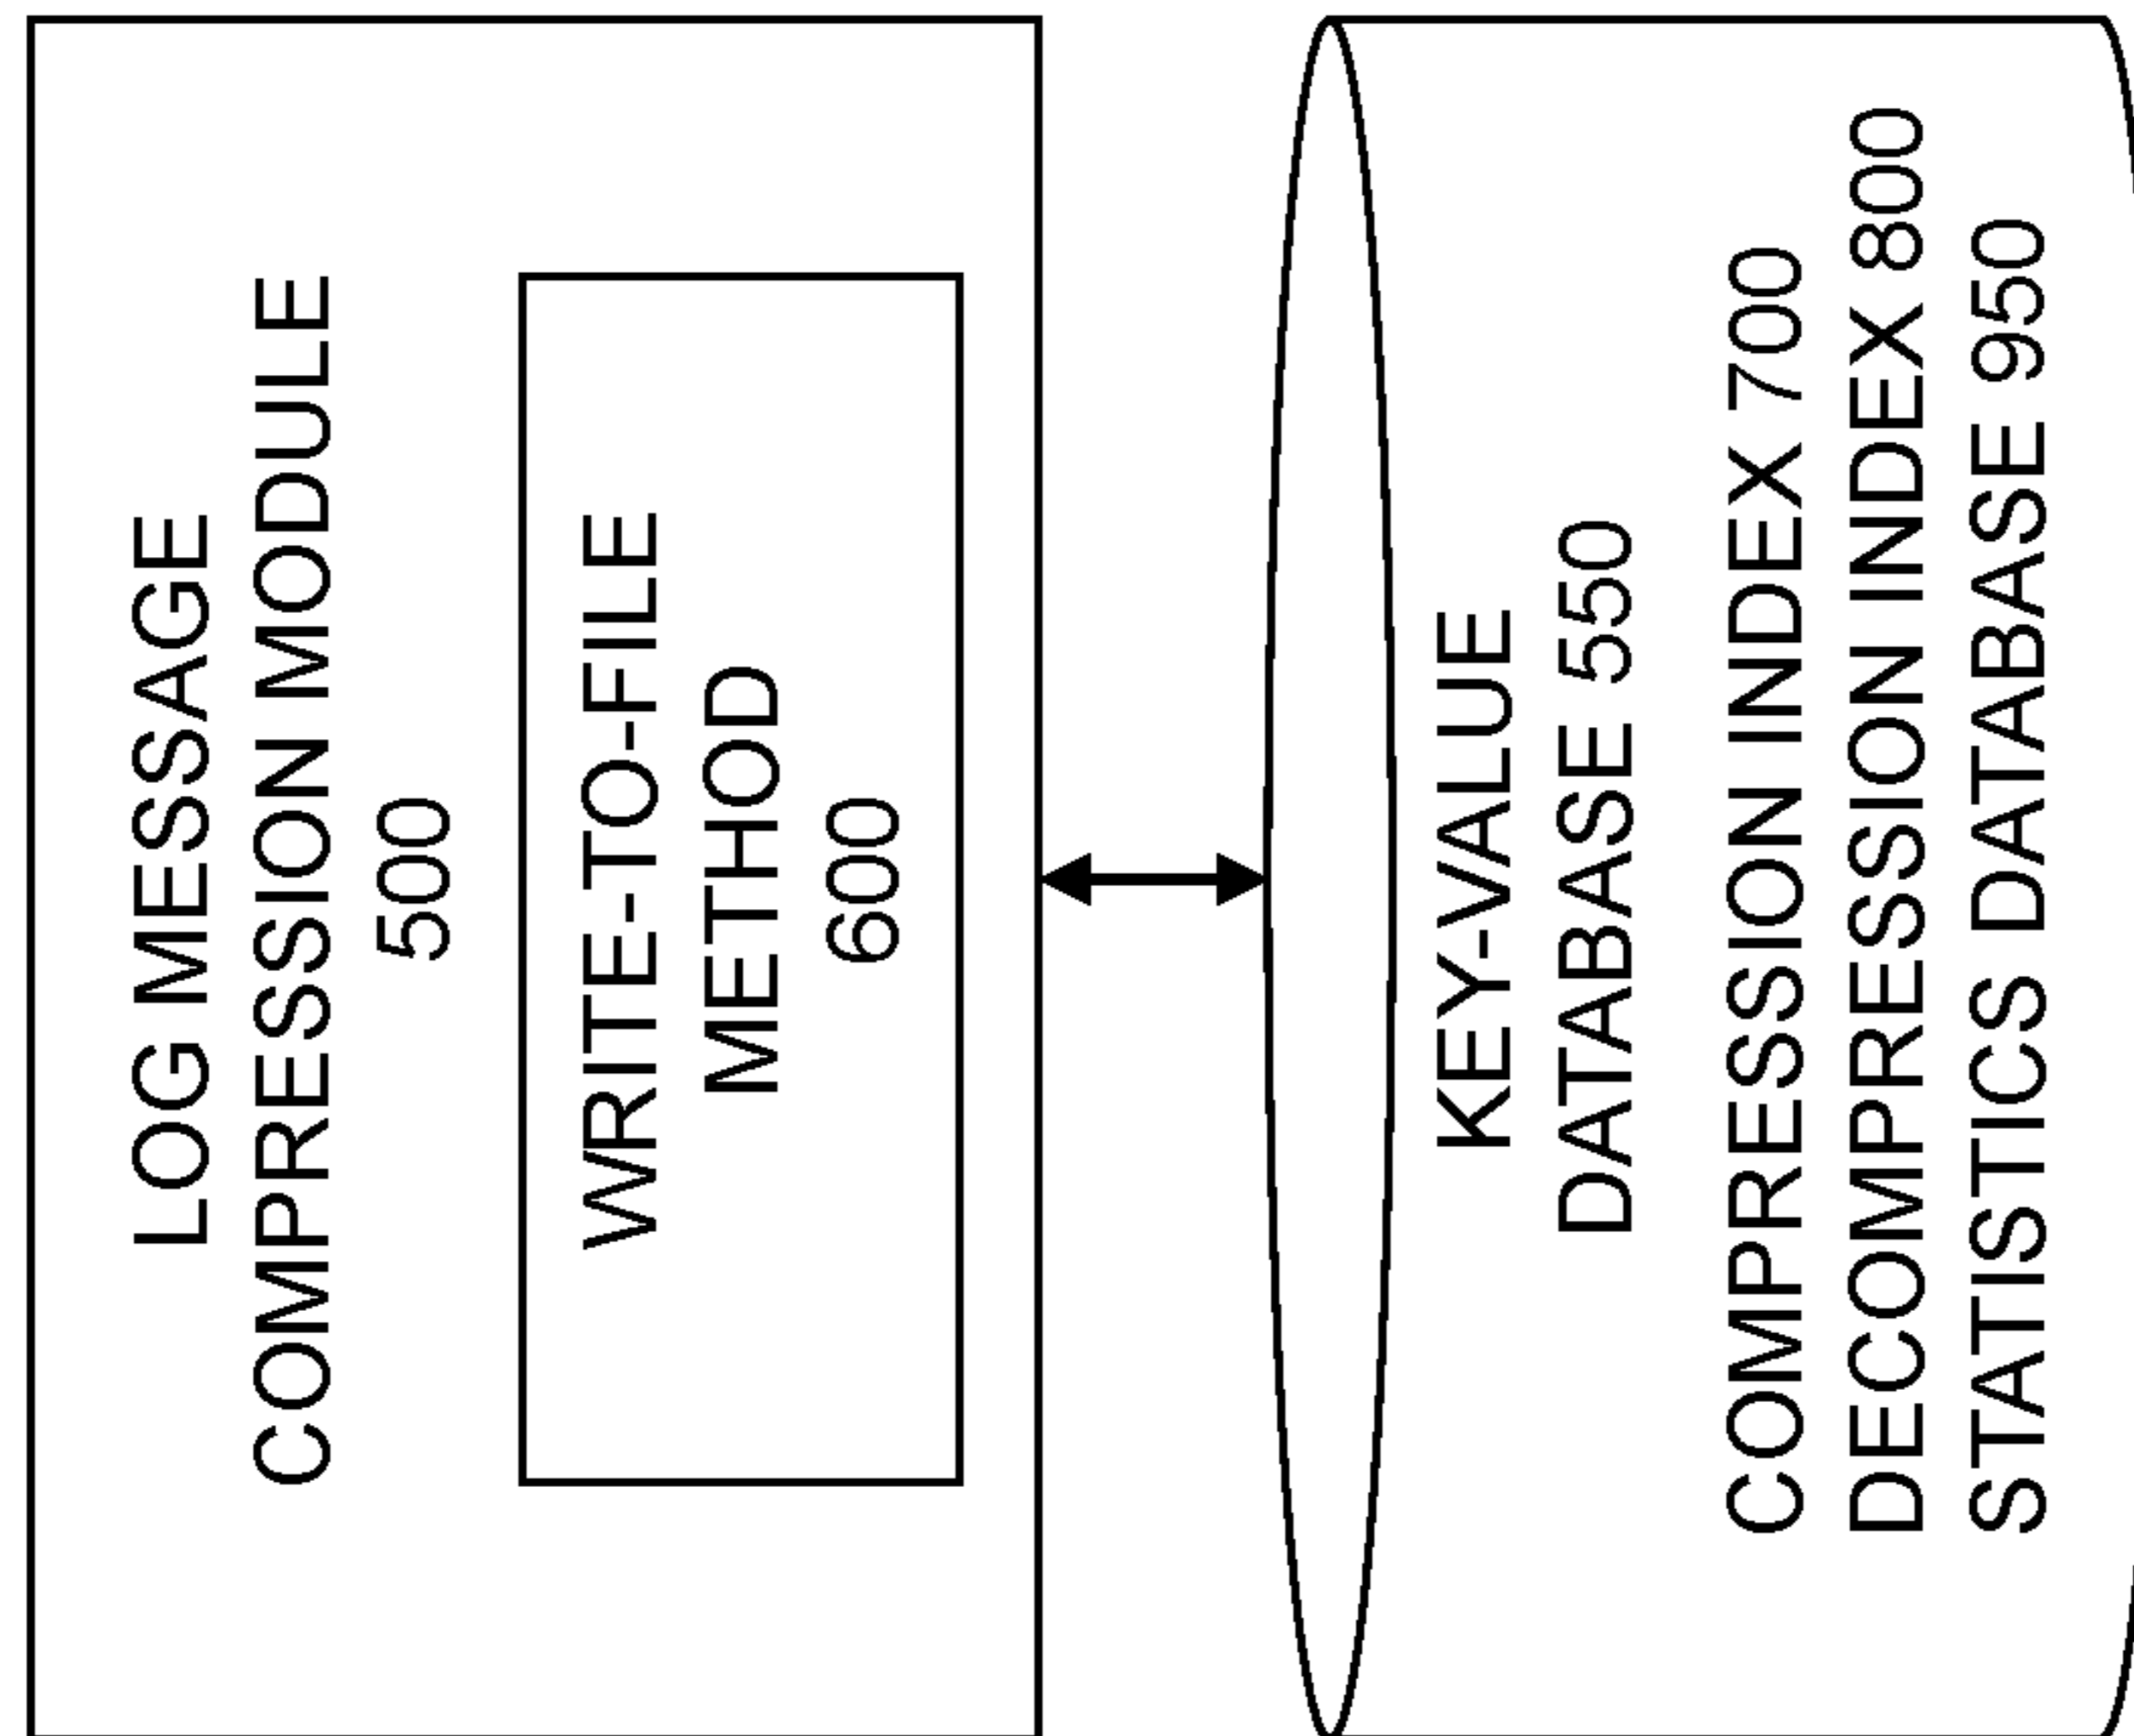 LOG MESSAGE
COMPRESSION MODULE
500
WRITE-TO-FILE
METHOD
600
KEY-VALUE
DATABASE 550
COMPRESSION INDEX 700
DECOMPRESSION INDEX 800
STATISTICS DATABASE 950